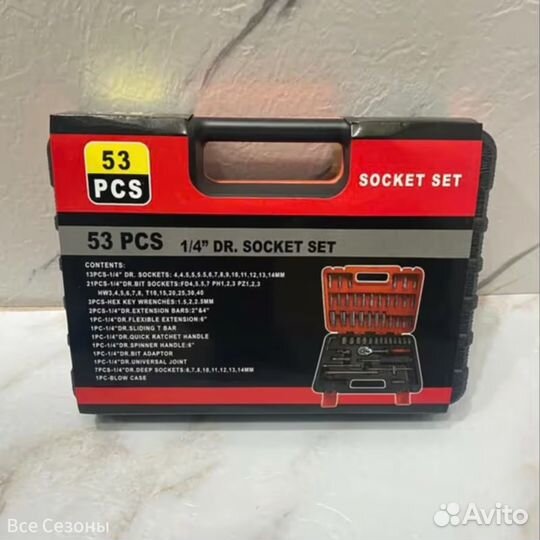 53
PCS
SOCKET SET
53 PCS 1/4" DR. SOCKET SET
CONTENTS:
13PCS-1/4" DR. SOCKETS: 4,4.5,5,5.5,6,7,8,9,10,11,12,13,14MM
21PCS-1/4"DR.BIT SOCKETS:FD4,5.5,7 PH1,2,3 PZ1,2,3
HW3,4,5,6,7,8, T10,15,20,25,30,40
3PCS-HEX KEY WRENCHES:1.5,2,2.5MM
2PCS-1/4"DR.EXTENSION BARS:2"&4"
1PC-1/4"DR.FLEXIBLE EXTENSION:6"
1PC-1/4"DR.SLIDING T BAR
1PC-1/4"DR.QUICK RATCHET HANDLE
1PC-1/4"DR.SPINNER HANDLE:6"
1PC-1/4"DR.BIT ADAPTOR
1PC-1/4"DR.UNIVERSAL JOINT
7PCS-1/4"DR.DEEP SOCKETS:6,7,8,10,11,12,13,14MM
1PC-BLOW CASE
Все Сезоны
Avito